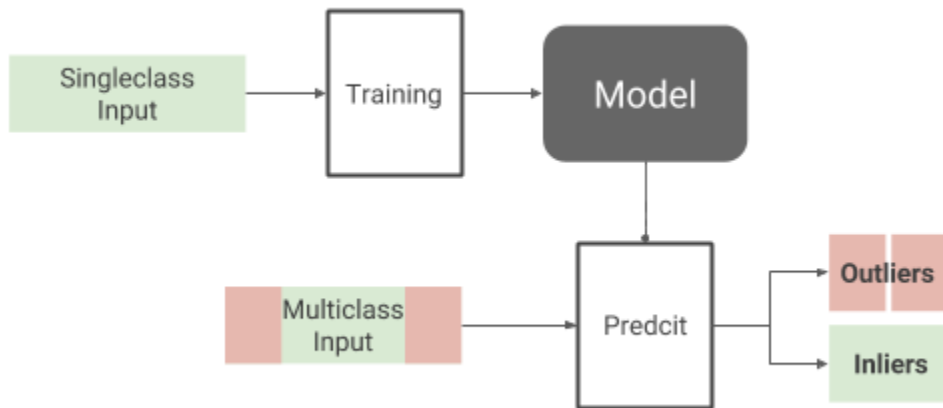 Singleclass
Input
Training
Model
Multiclass
Input
Predcit
Outliers
Inliers